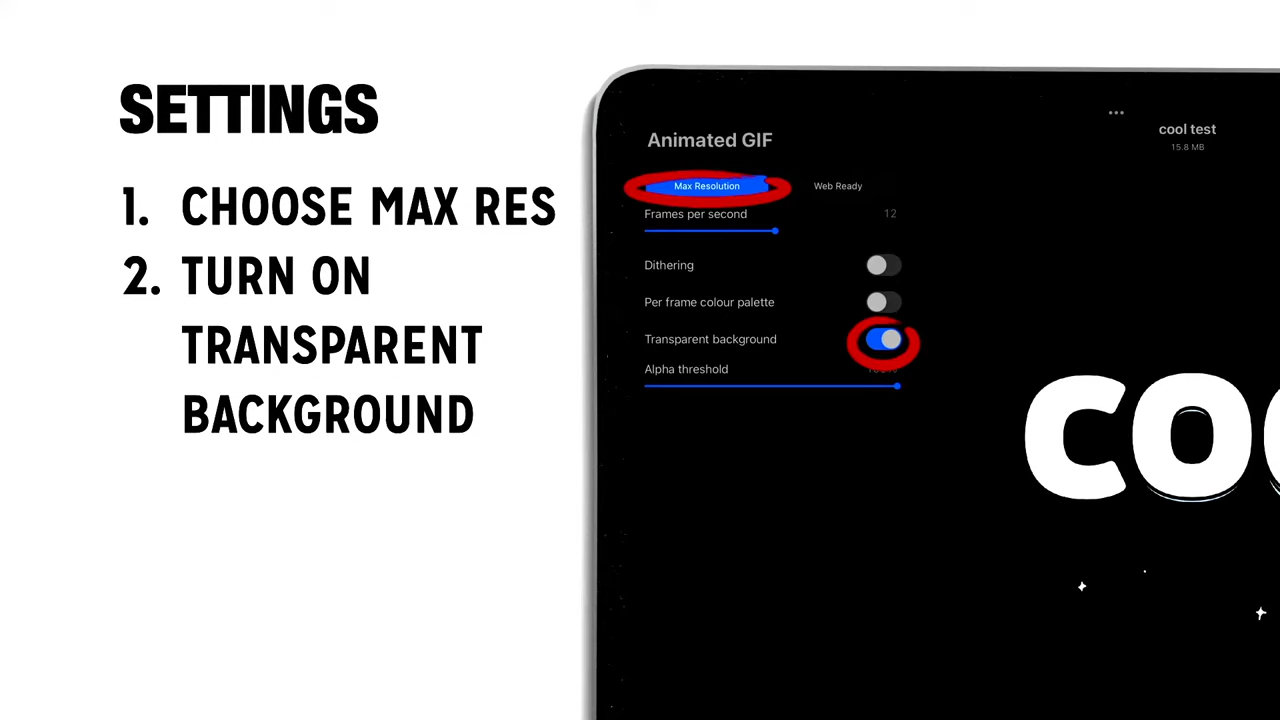 SETTINGS
1. CHOOSE MAX RES
2. TURN ON
TRANSPARENT
BACKGROUND
cool test
15.8 MB
Animated GIF
Max Resolution
Web Ready
Frames per second 12
Dithering
Per frame colour palette
Transparent background
Alpha threshold